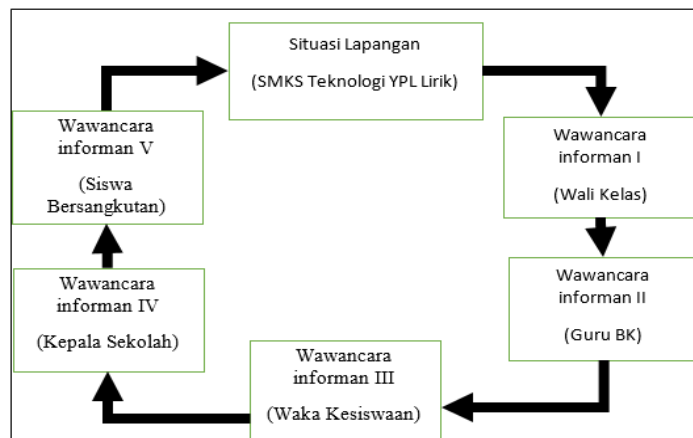 Situasi Lapangan
(SMKS Teknologi YPL Lirik)
Wawancara
informan I
(Wali Kelas)
Wawancara
informan II
(Guru BK)
Wawancara
informan III
(Waka Kesiswaan)
Wawancara
informan IV
(Kepala Sekolah)
Wawancara
informan V
(Siswa
Bersangkutan)